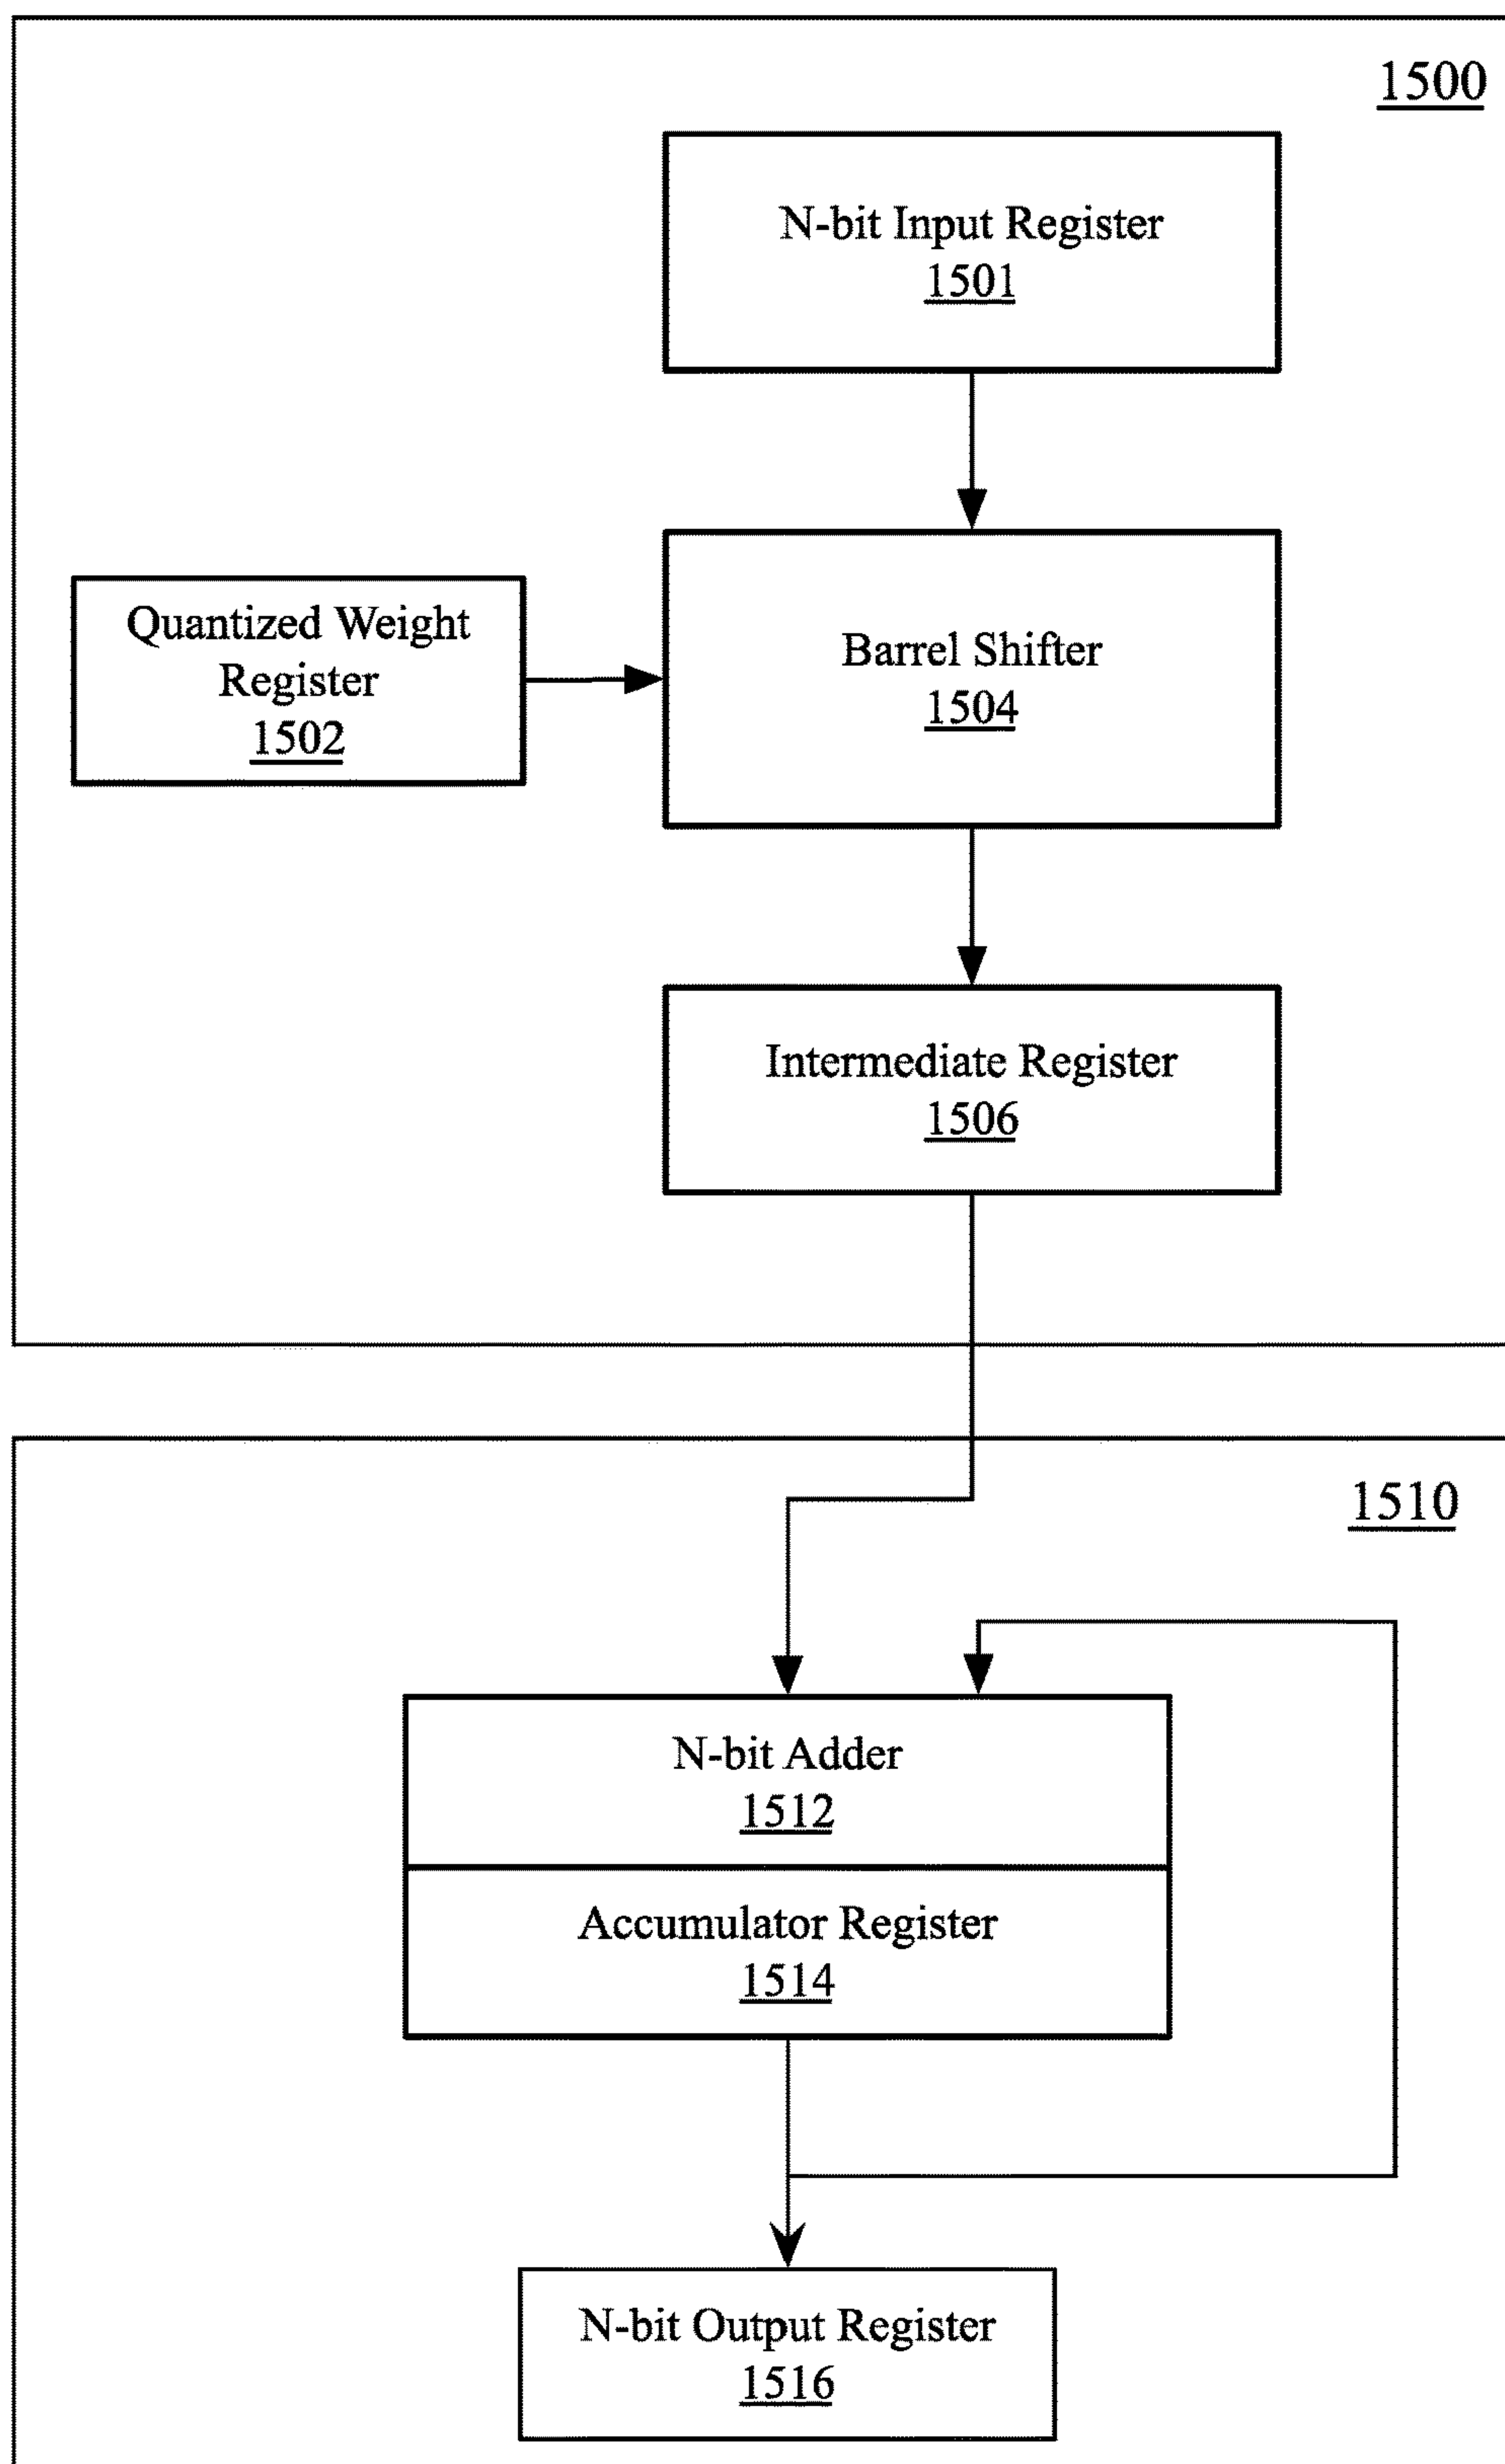 1500
N-bit Input Register
1501
Quantized Weight
Register
1502
Barrel Shifter
1504
Intermediate Register
1506
1510
N-bit Adder
1512
Accumulator Register
1514
N-bit Output Register
1516